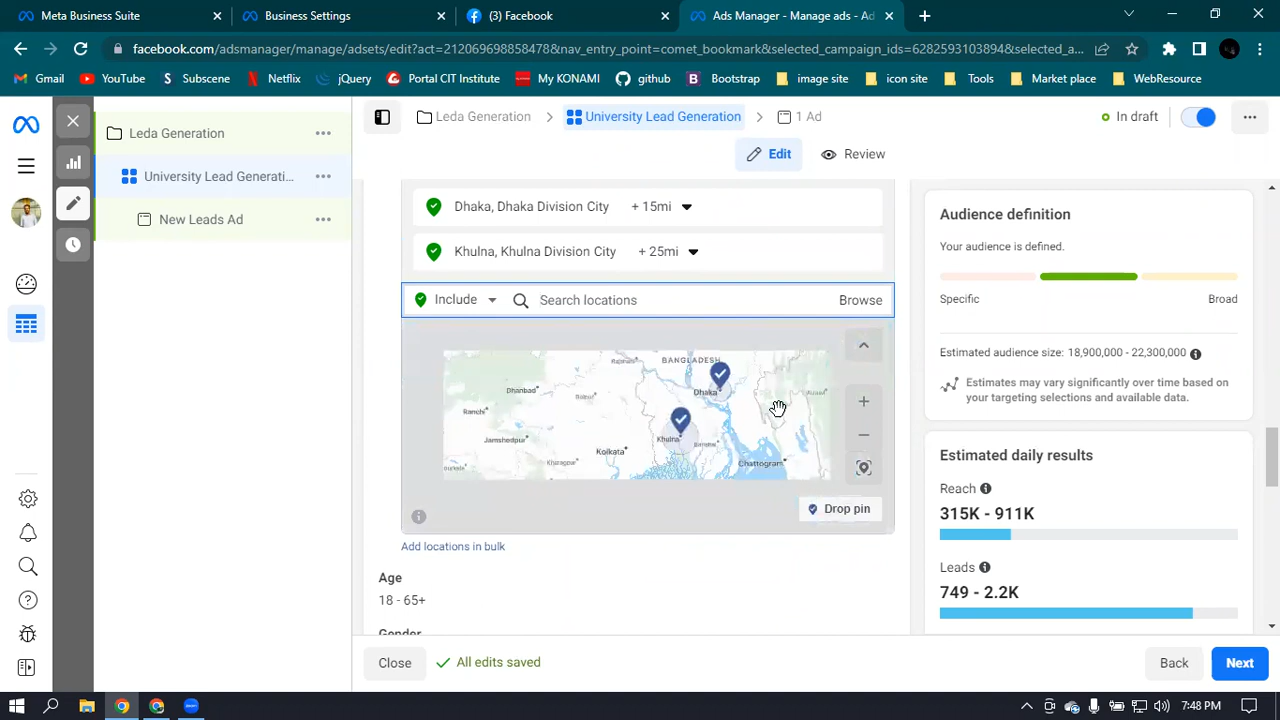 Meta Business Suite
Business Settings
(3) Facebook
Ads Manager - Manage ads - Ad
facebook.com/adsmanager/manage/adsets/edit?act=212069698858478&nav_entry_point=comet_bookmark&selected_campaign_ids=6282593103894&selected_a...
Gmail
YouTube
Subscene
Netflix
jQuery
Portal CIT Institute
My KONAMI
github
Bootstrap
image site
icon site
Tools
Market place
WebResource
Leda Generation
University Lead Generati...
New Leads Ad
Leda Generation
University Lead Generation
1 Ad
In draft
Edit
Review
Dhaka, Dhaka Division City + 15mi
Khulna, Khulna Division City + 25mi
Include
Search locations
Browse
BANGLADESH
Dhanbad
Dhaka
Ranchi
Jamshedpur
Khulna
Kolkata
Kharagpur
Chattogram
Drop pin
Add locations in bulk
Age
18 - 65+
Gender
Audience definition
Your audience is defined.
Specific
Broad
Estimated audience size: 18,900,000 - 22,300,000
Estimates may vary significantly over time based on
your targeting selections and available data.
Estimated daily results
Reach
315K - 911K
Leads
749 - 2.2K
Close
All edits saved
Back
Next
7:48 PM